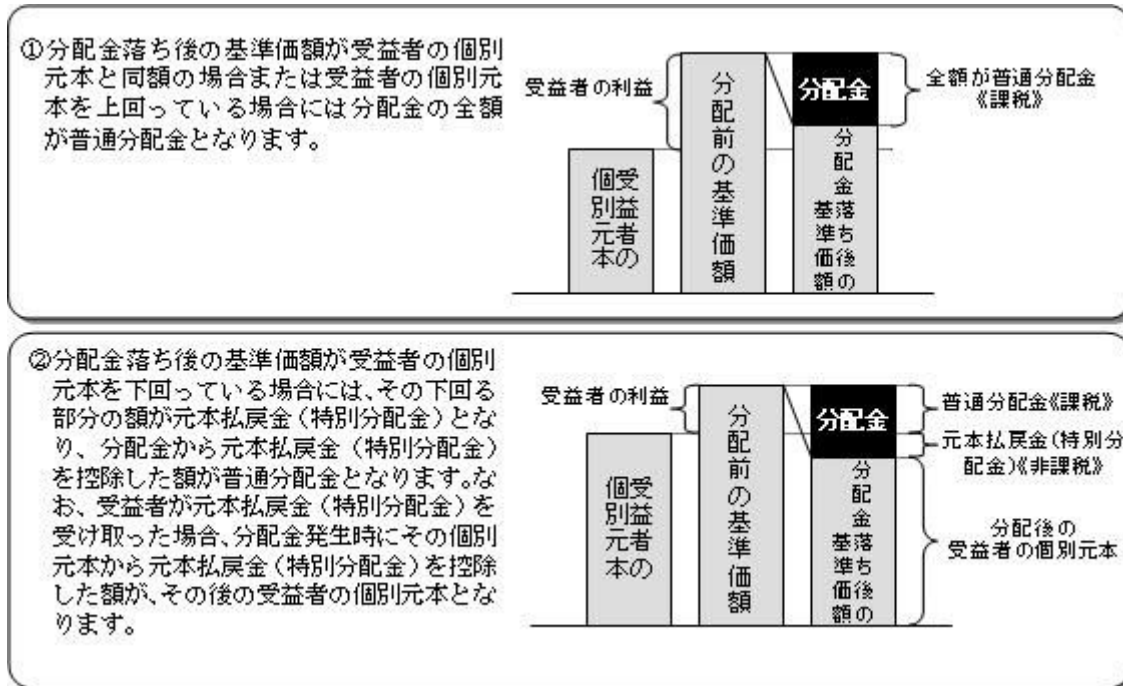 ①分配金落ち後の基準価額が受益者の個別
元本と同額の場合または受益者の個別元
本を上回っている場合には分配金の全額
が普通分配金となります。
受益者の利益
受益者の
個別元本
分配前の基準価額
分配金
分配金落ち後の
基準価額
全額が普通分配金
《課税》
②分配金落ち後の基準価額が受益者の個別
元本を下回っている場合には、その下回る
部分の額が元本払戻金(特別分配金)とな
り、分配金から元本払戻金(特別分配金)
を控除した額が普通分配金となります。な
お、受益者が元本払戻金(特別分配金)を
受け取った場合、分配金発生時にその個別
元本から元本払戻金(特別分配金)を控除
した額が、その後の受益者の個別元本とな
ります。
受益者の利益
受益者の
個別元本
分配前の基準価額
分配金
分配金落ち後の
基準価額
普通分配金《課税》
元本払戻金(特別分
配金)《非課税》
分配後の
受益者の個別元本